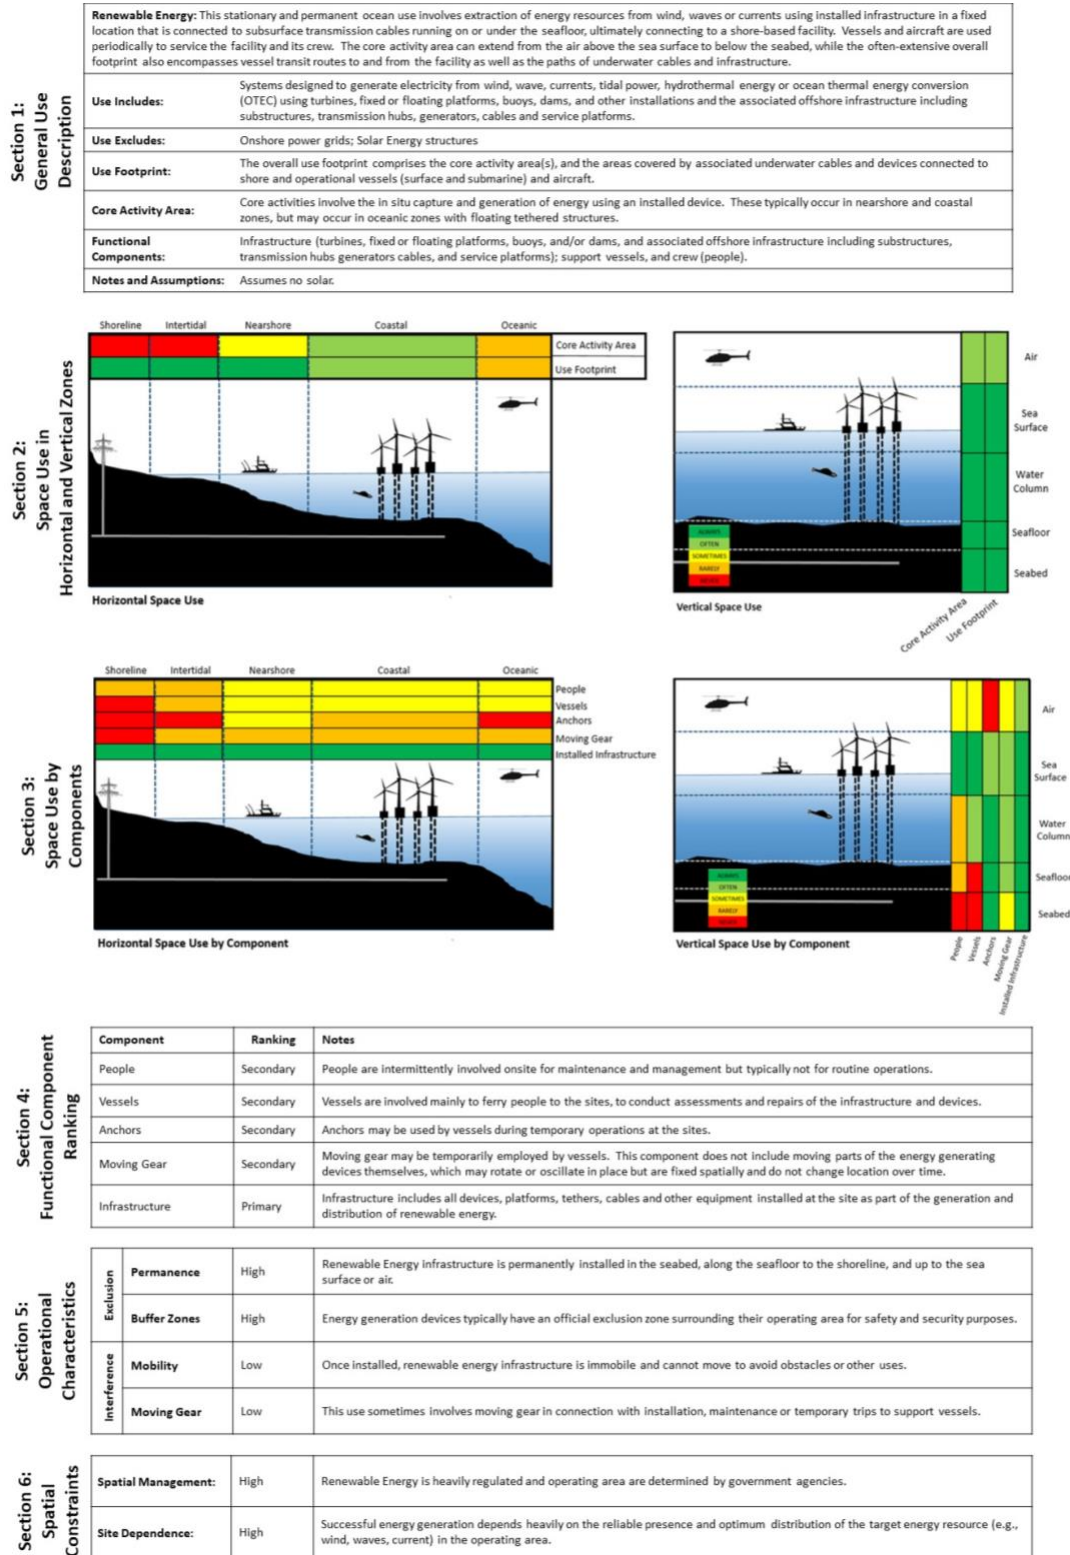 Section 1:
General Use
Description
Renewable Energy: This stationary and permanent ocean use involves extraction of energy resources from wind, waves or currents using installed infrastructure in a fixed
location that is connected to subsurface transmission cables running on or under the seafloor, ultimately connecting to a shore-based facility. Vessels and aircraft are used
periodically to service the facility and its crew. The core activity area can extend from the air above the sea surface to below the seabed, while the often-extensive overall
footprint also encompasses vessel transit routes to and from the facility as well as the paths of underwater cables and infrastructure.
Use Includes:
Systems designed to generate electricity from wind, wave, currents, tidal power, hydrothermal energy or ocean thermal energy conversion
(OTEC) using turbines, fixed or floating platforms, buoys, dams, and other installations and the associated offshore infrastructure including
substructures, transmission hubs, generators, cables and service platforms.
Use Excludes: Onshore power grids; Solar Energy structures
Use Footprint:
The overall use footprint comprises the core activity area(s), and the areas covered by associated underwater cables and devices connected to
shore and operational vessels (surface and submarine) and aircraft.
Core Activity Area:
Core activities involve the in situ capture and generation of energy using an installed device. These typically occur in nearshore and coastal
zones, but may occur in oceanic zones with floating tethered structures.
Functional
Components:
Infrastructure (turbines, fixed or floating platforms, buoys, and/or dams, and associated offshore infrastructure including substructures,
transmission hubs generators cables, and service platforms); support vessels, and crew (people).
Notes and Assumptions: Assumes no solar.
Section 2:
Space Use in
Horizontal and Vertical Zones
Shoreline Intertidal Nearshore Coastal Oceanic
Core Activity Area
Use Footprint
Horizontal Space Use
Air
Sea
Surface
Water
Column
Seafloor
Seabed
ALWAYS
OFTEN
SOMETIMES
RARELY
NEVER
Vertical Space Use
Core Activity Area
Use Footprint
Section 3:
Space Use by
Components
Shoreline Intertidal Nearshore Coastal Oceanic
People
Vessels
Anchors
Moving Gear
Installed Infrastructure
Horizontal Space Use by Component
Air
Sea
Surface
Water
Column
Seafloor
Seabed
ALWAYS
OFTEN
SOMETIMES
RARELY
NEVER
Vertical Space Use by Component
People
Vessels
Anchors
Moving Gear
Installed Infrastructure
Section 4:
Functional Component
Ranking
Component Ranking Notes
People Secondary People are intermittently involved onsite for maintenance and management but typically not for routine operations.
Vessels Secondary Vessels are involved mainly to ferry people to the sites, to conduct assessments and repairs of the infrastructure and devices.
Anchors Secondary Anchors may be used by vessels during temporary operations at the sites.
Moving Gear Secondary
Moving gear may be temporarily employed by vessels. This component does not include moving parts of the energy generating
devices themselves, which may rotate or oscillate in place but are fixed spatially and do not change location over time.
Infrastructure Primary
Infrastructure includes all devices, platforms, tethers, cables and other equipment installed at the site as part of the generation and
distribution of renewable energy.
Section 5:
Operational
Characteristics
Exclusion
Permanence High
Renewable Energy infrastructure is permanently installed in the seabed, along the seafloor to the shoreline, and up to the sea
surface or air.
Buffer Zones High Energy generation devices typically have an official exclusion zone surrounding their operating area for safety and security purposes.
Interference
Mobility Low Once installed, renewable energy infrastructure is immobile and cannot move to avoid obstacles or other uses.
Moving Gear Low This use sometimes involves moving gear in connection with installation, maintenance or temporary trips to support vessels.
Section 6:
Spatial
Constraints
Spatial Management: High Renewable Energy is heavily regulated and operating area are determined by government agencies.
Site Dependence: High
Successful energy generation depends heavily on the reliable presence and optimum distribution of the target energy resource (e.g.,
wind, waves, current) in the operating area.